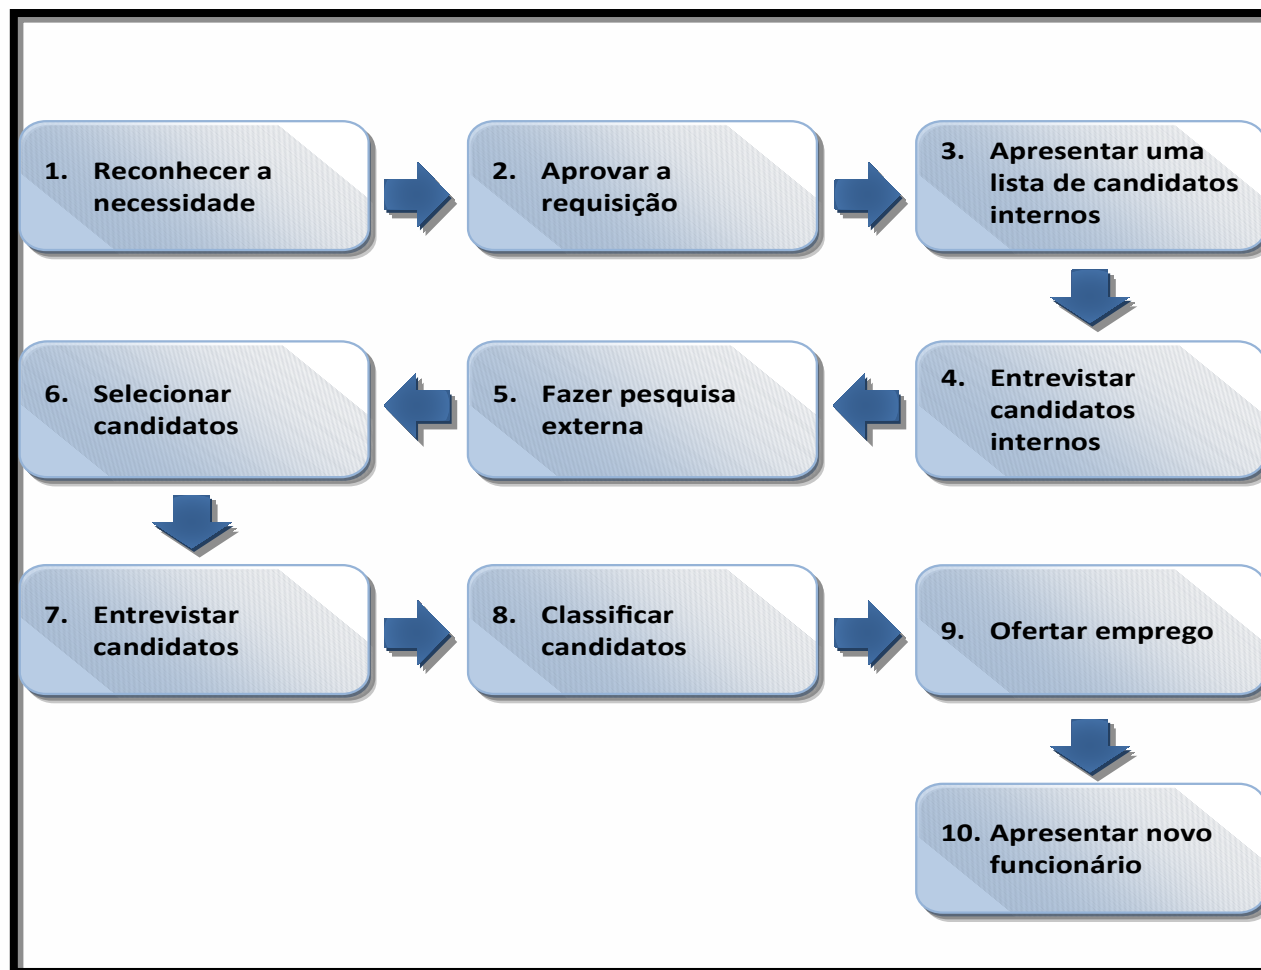 1. Reconhecer a
necessidade
2. Aprovar a
requisição
3. Apresentar uma
lista de candidatos
internos
4. Entrevistar
candidatos
internos
5. Fazer pesquisa
externa
6. Selecionar
candidatos
7. Entrevistar
candidatos
8. Classificar
candidatos
9. Ofertar emprego
10. Apresentar novo
funcionário